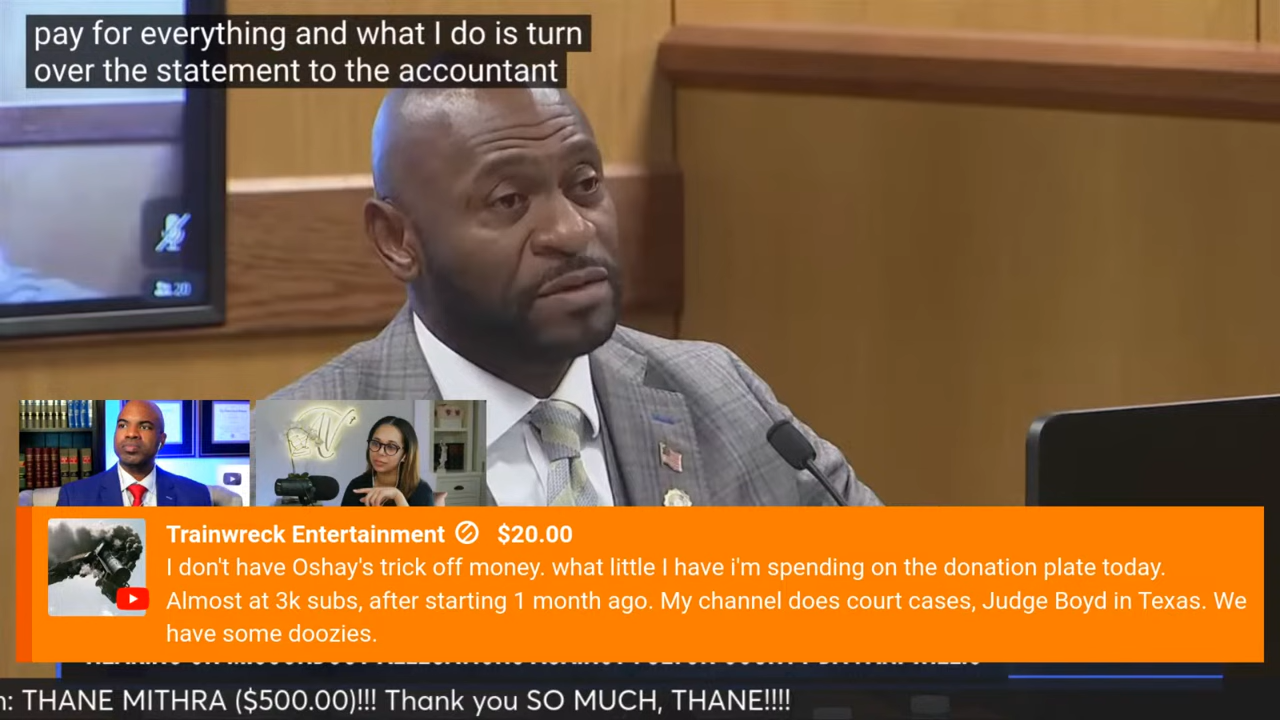 pay for everything and what I do is turn
over the statement to the accountant
20
Trainwreck Entertainment $20.00
I don't have Oshay's trick off money. what little I have i'm spending on the donation plate today.
Almost at 3k subs, after starting 1 month ago. My channel does court cases, Judge Boyd in Texas. We
have some doozies.
n: THANE MITHRA ($500.00)!!! Thank you SO MUCH, THANE!!!!